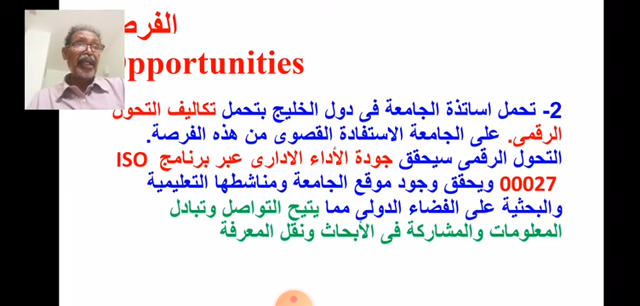 الفرص
Opportunities
2- تحمل اساتذة الجامعة فى دول الخليج بتحمل تكاليف التحول
الرقمى. على الجامعة الاستفادة القصوى من هذه الفرصة.
التحول الرقمى سيحقق جودة الأداء الادارى عبر برنامج ISO
00027 ويحقق وجود موقع الجامعة ومناشطها التعليمية
والبحثية على الفضاء الدولى مما يتيح التواصل وتبادل
المعلومات والمشاركة فى الأبحاث ونقل المعرفة